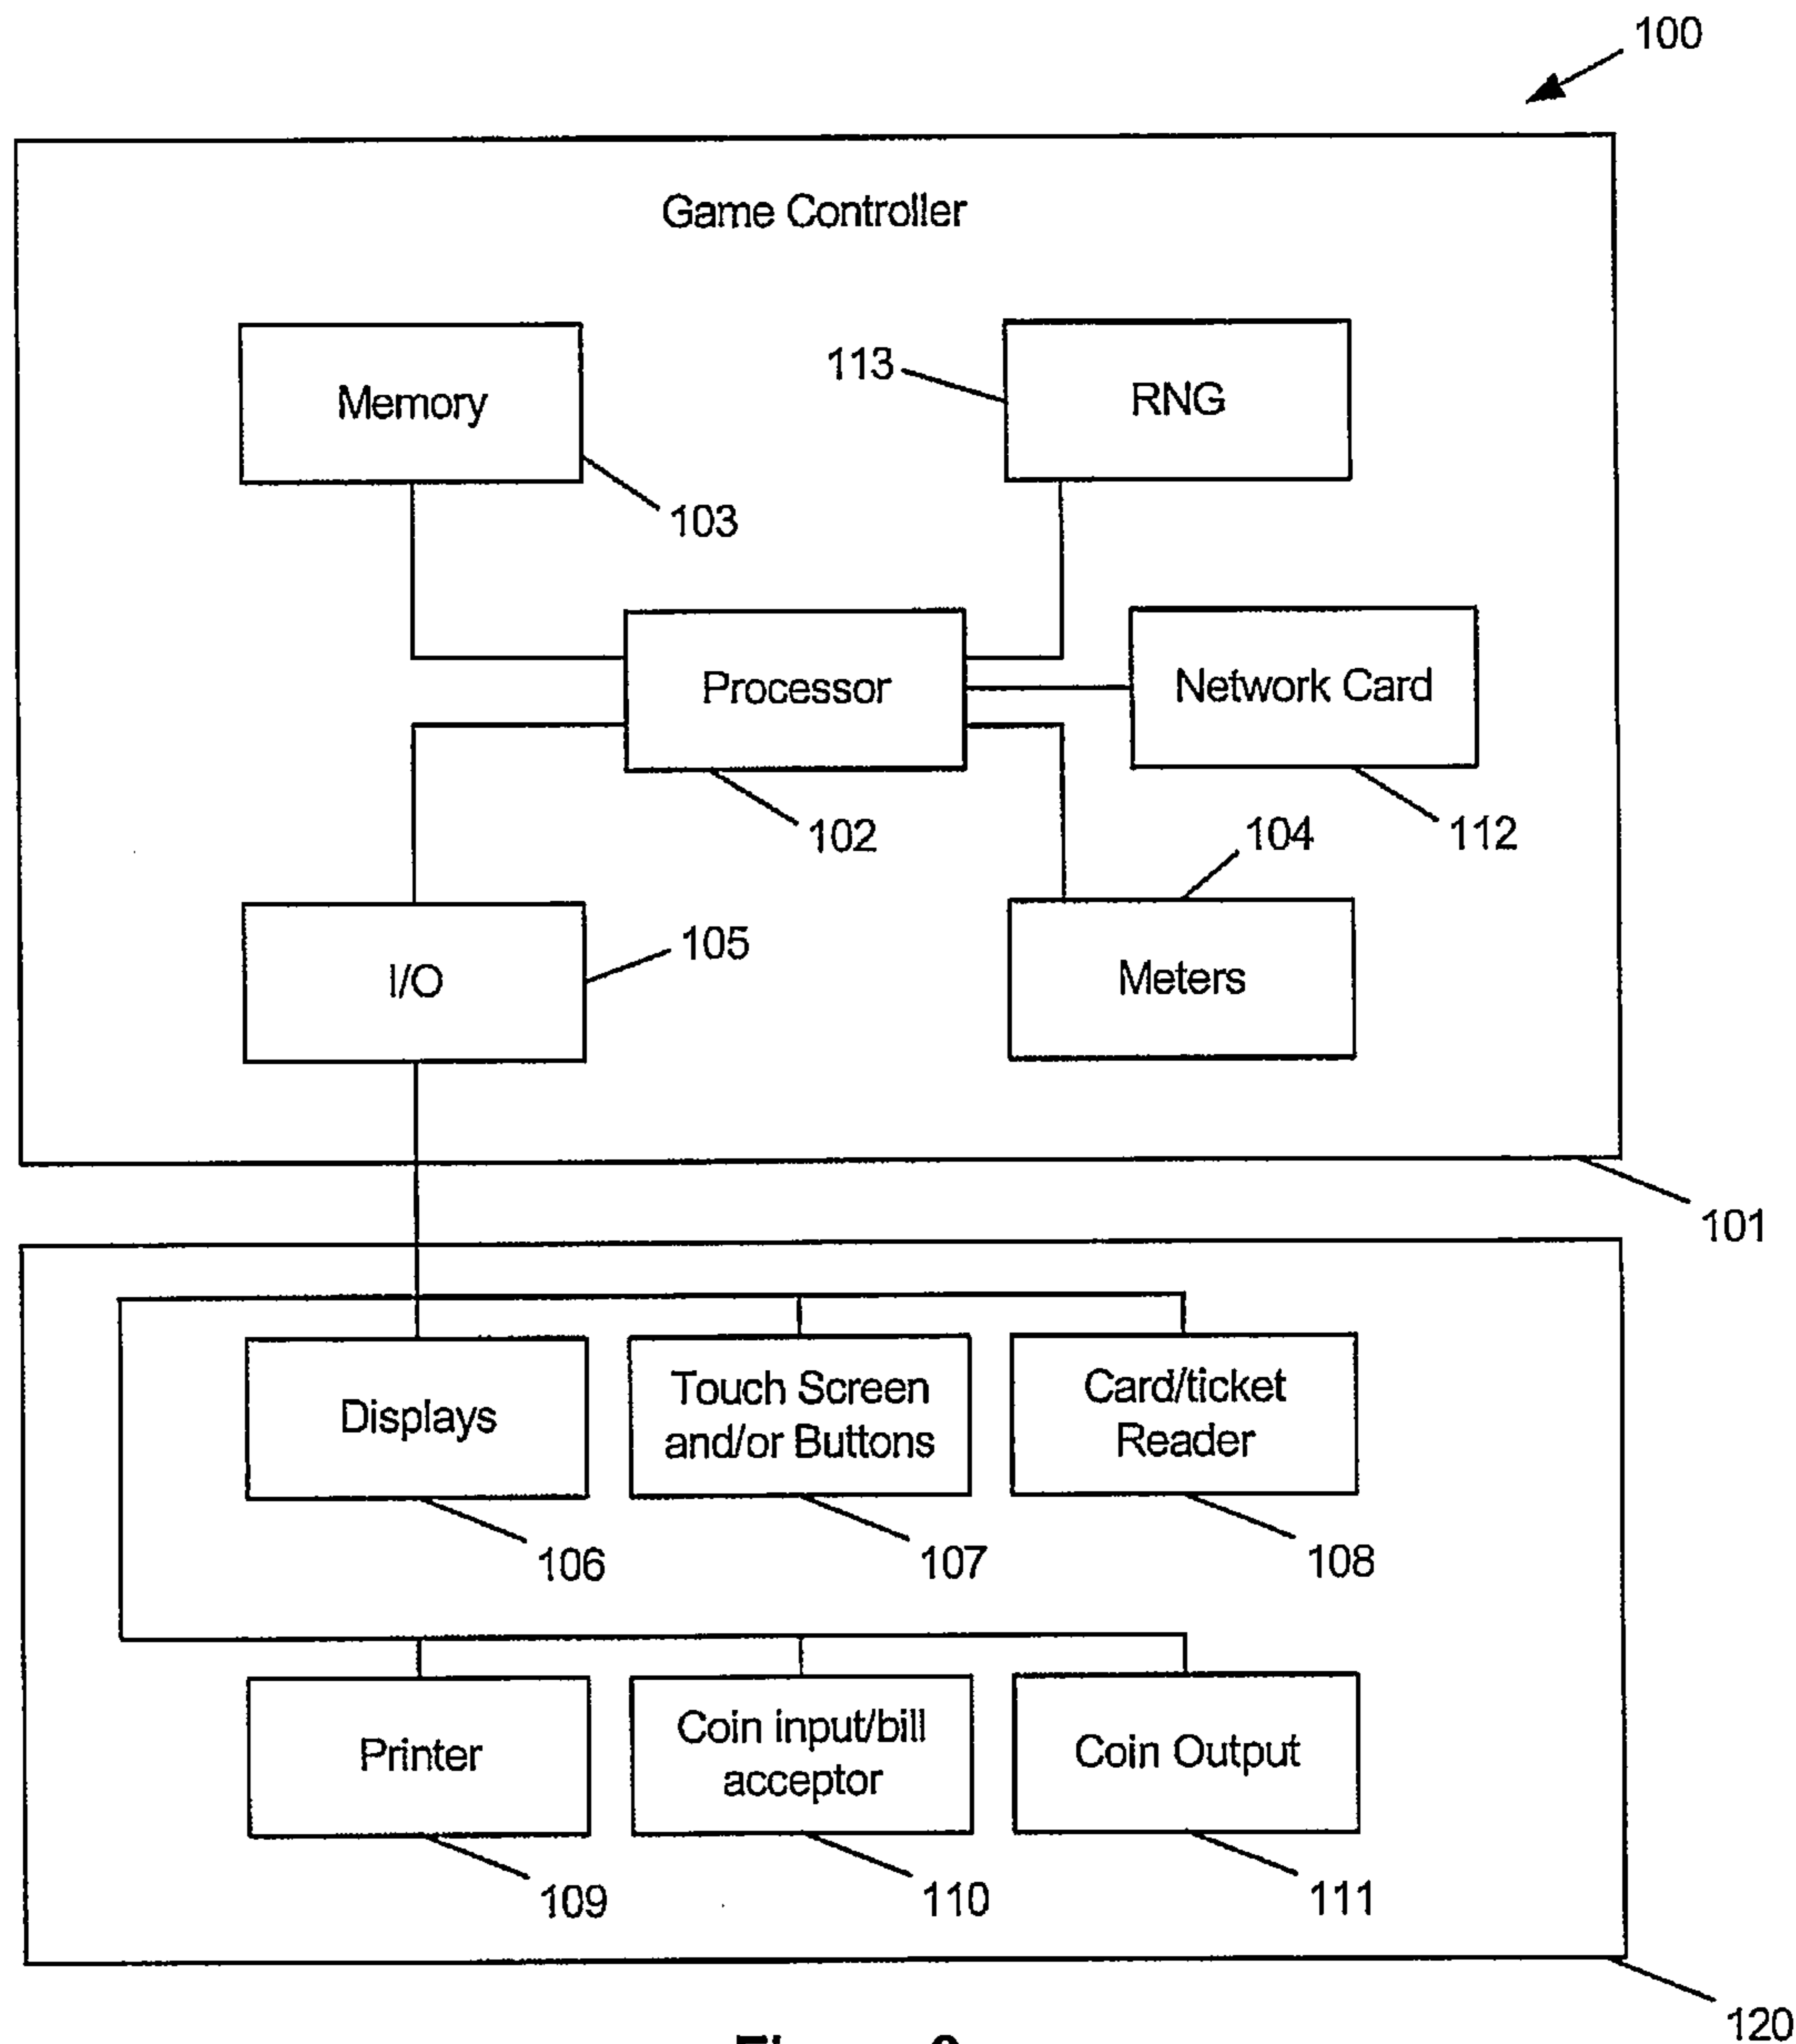 100
Game Controller
Memory
113
RNG
103
Processor
Network Card
102
104
112
I/O
105
Meters
101
Displays
Touch Screen
and/or Buttons
Card/ticket
Reader
106
107
108
Printer
Coin input/bill
acceptor
Coin Output
109
110
111
120